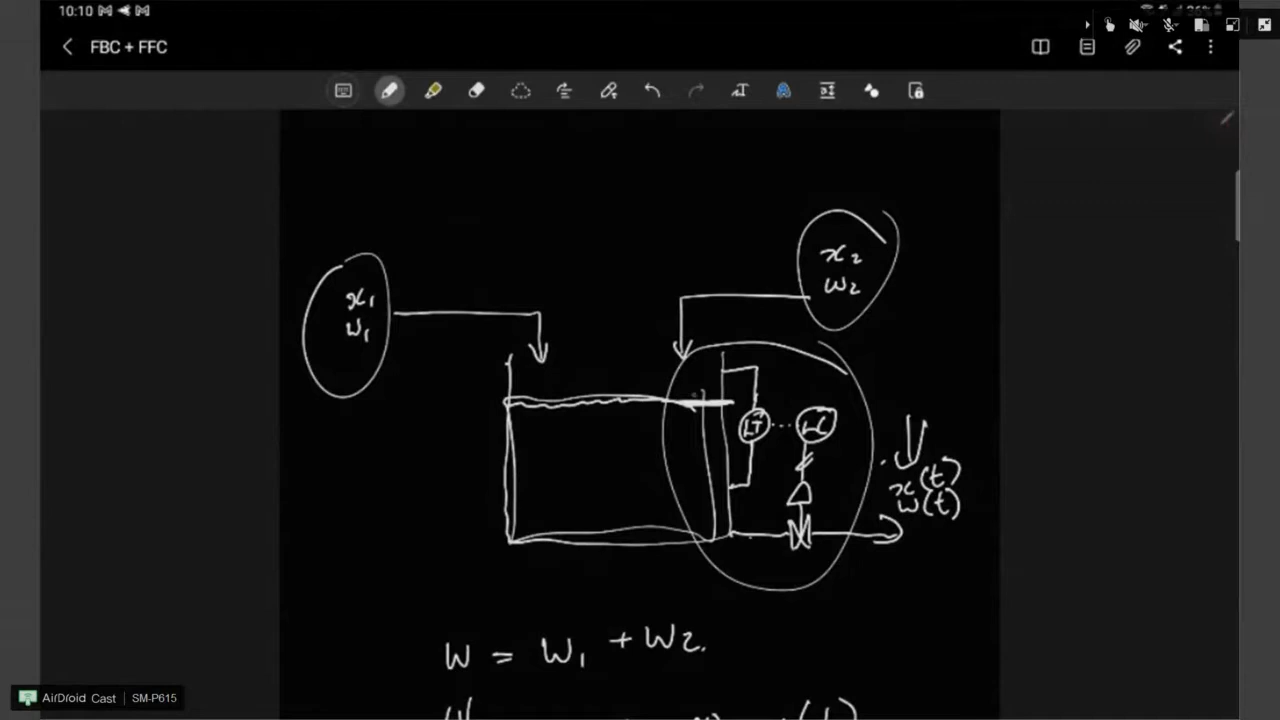 10:10
FBC + FFC
x2
w2
x1
w1
LT
LC
x(t)
w(t)
W = W1 + W2.
AirDroid Cast | SM-P615